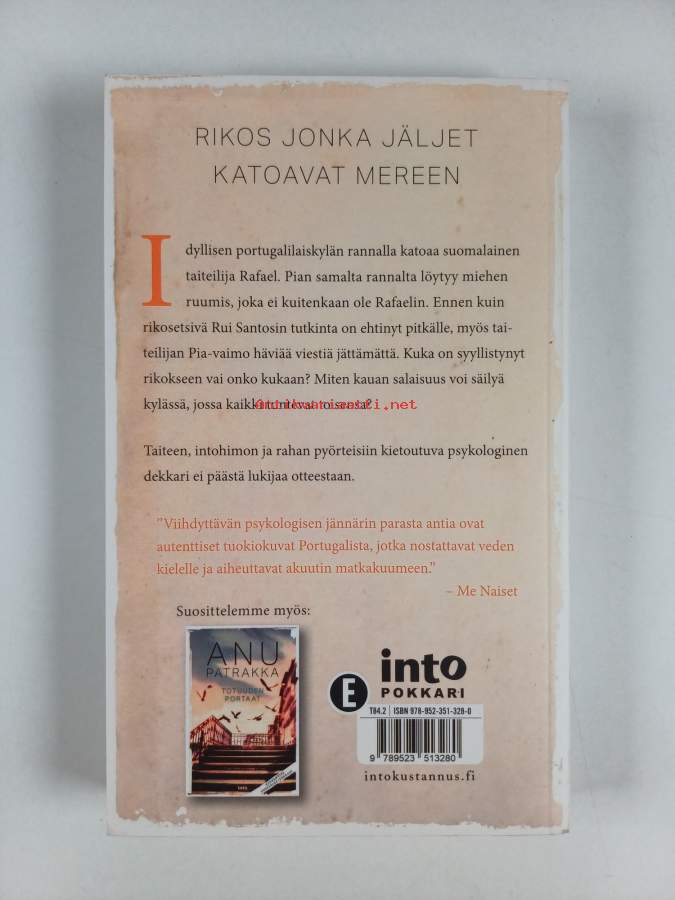 RIKOS JONKA JÄLJET
KATOAVAT MEREEN
Idyllisen portugalilaiskylän rannalla katoaa suomalainen
taiteilija Rafael. Pian samalta rannalta löytyy miehen
ruumis, joka ei kuitenkaan ole Rafaelin. Ennen kuin
rikosetsivä Rui Santosin tutkinta on ehtinyt pitkälle, myös tai-
teilijan Pia-vaimo häviää viestiä jättämättä. Kuka on syyllistynyt
rikokseen vai onko kukaan? Miten kauan salaisuus voi säilyä
kylässä, jossa kaikki tuntevat toisensa?
Antikvariaatti.net
Taiteen, intohimon ja rahan pyörteisiin kietoutuva psykologinen
dekkari ei päästä lukijaa otteestaan.
”Viihdyttävän psykologisen jännärin parasta antia ovat
autenttiset tuokiokuvat Portugalista, jotka nostattavat veden
kielelle ja aiheuttavat akuutin matkakuumeen.”
– Me Naiset
Suosittelemme myös:
ANU
PATRAKKA
TOTUUDEN
PORTAAT
E
into
POKKARI
T84.2 ISBN 978-952-351-328-0
9 789523 513280
intokustannus.fi